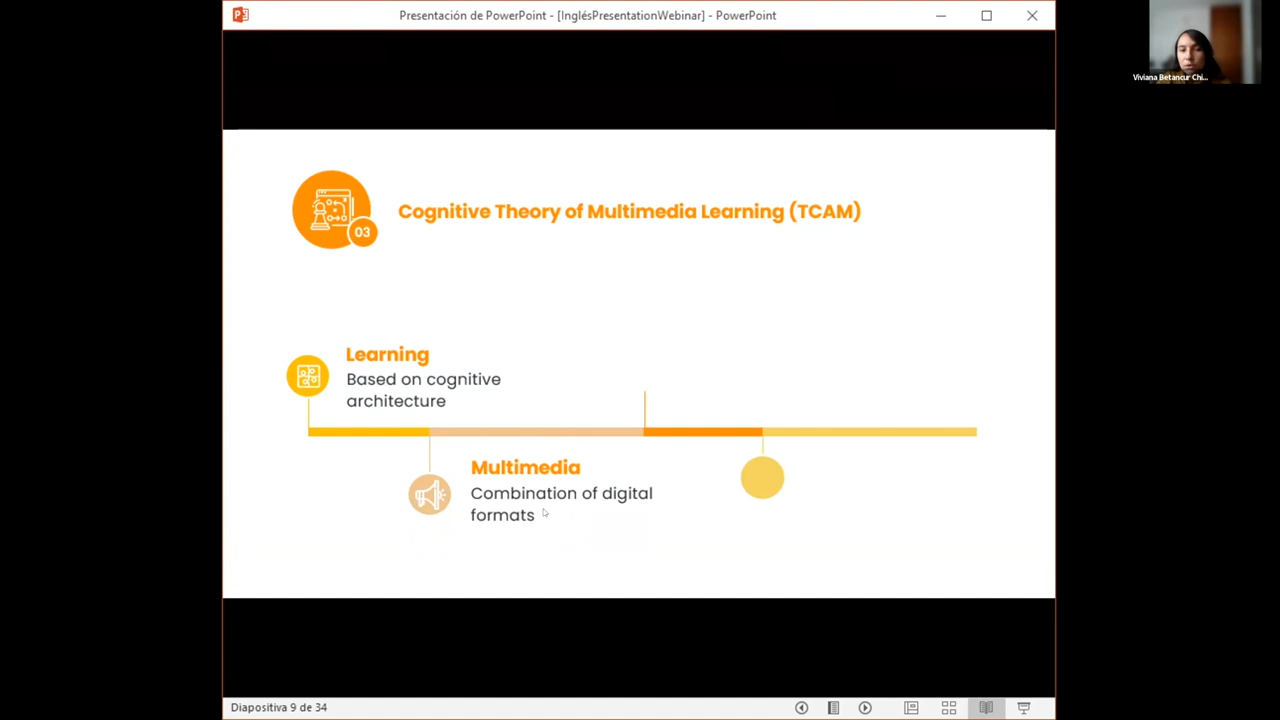 Presentación de PowerPoint - [InglésPresentationWebinar] - PowerPoint
Viviana Betancur Chi...
03
Cognitive Theory of Multimedia Learning (TCAM)
Learning
Based on cognitive
architecture
Multimedia
Combination of digital
formats
Diapositiva 9 de 34